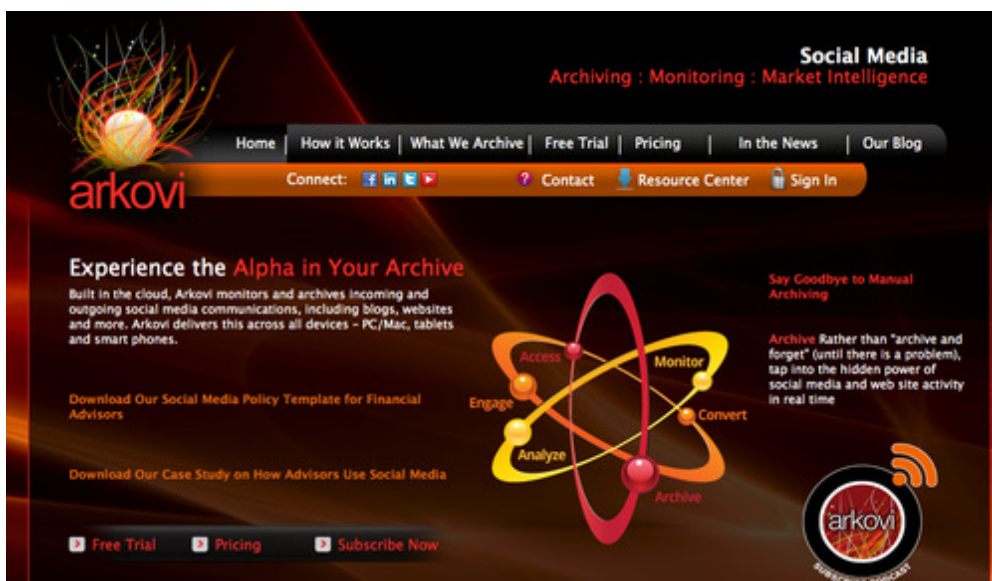 Social Media
Archiving : Monitoring : Market Intelligence
Home | How it Works | What We Archive | Free Trial | Pricing | In the News | Our Blog
arkovi
Connect: Contact Resource Center Sign In
Experience the Alpha in Your Archive
Built in the cloud, Arkovi monitors and archives incoming and
outgoing social media communications, including blogs, websites
and more. Arkovi delivers this across all devices – PC/Mac, tablets
and smart phones.
Download Our Social Media Policy Template for Financial
Advisors
Download Our Case Study on How Advisors Use Social Media
Free Trial Pricing Subscribe Now
Access
Monitor
Engage
Convert
Analyze
Archive
Say Goodbye to Manual
Archiving
Archive Rather than "archive and
forget" (until there is a problem),
tap into the hidden power of
social media and web site activity
in real time
arkovi